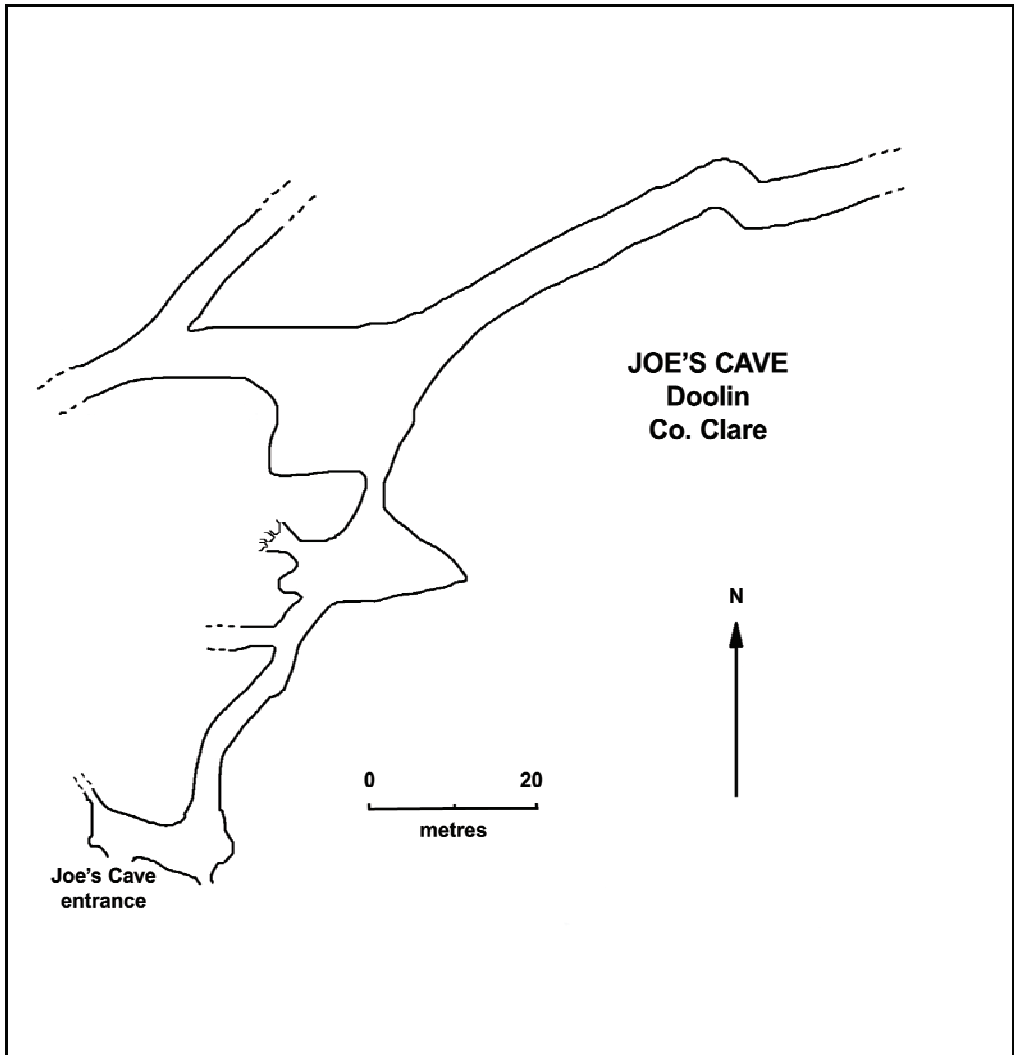 JOE'S CAVE
Doolin
Co. Clare
N
0 20
metres
Joe's Cave
entrance